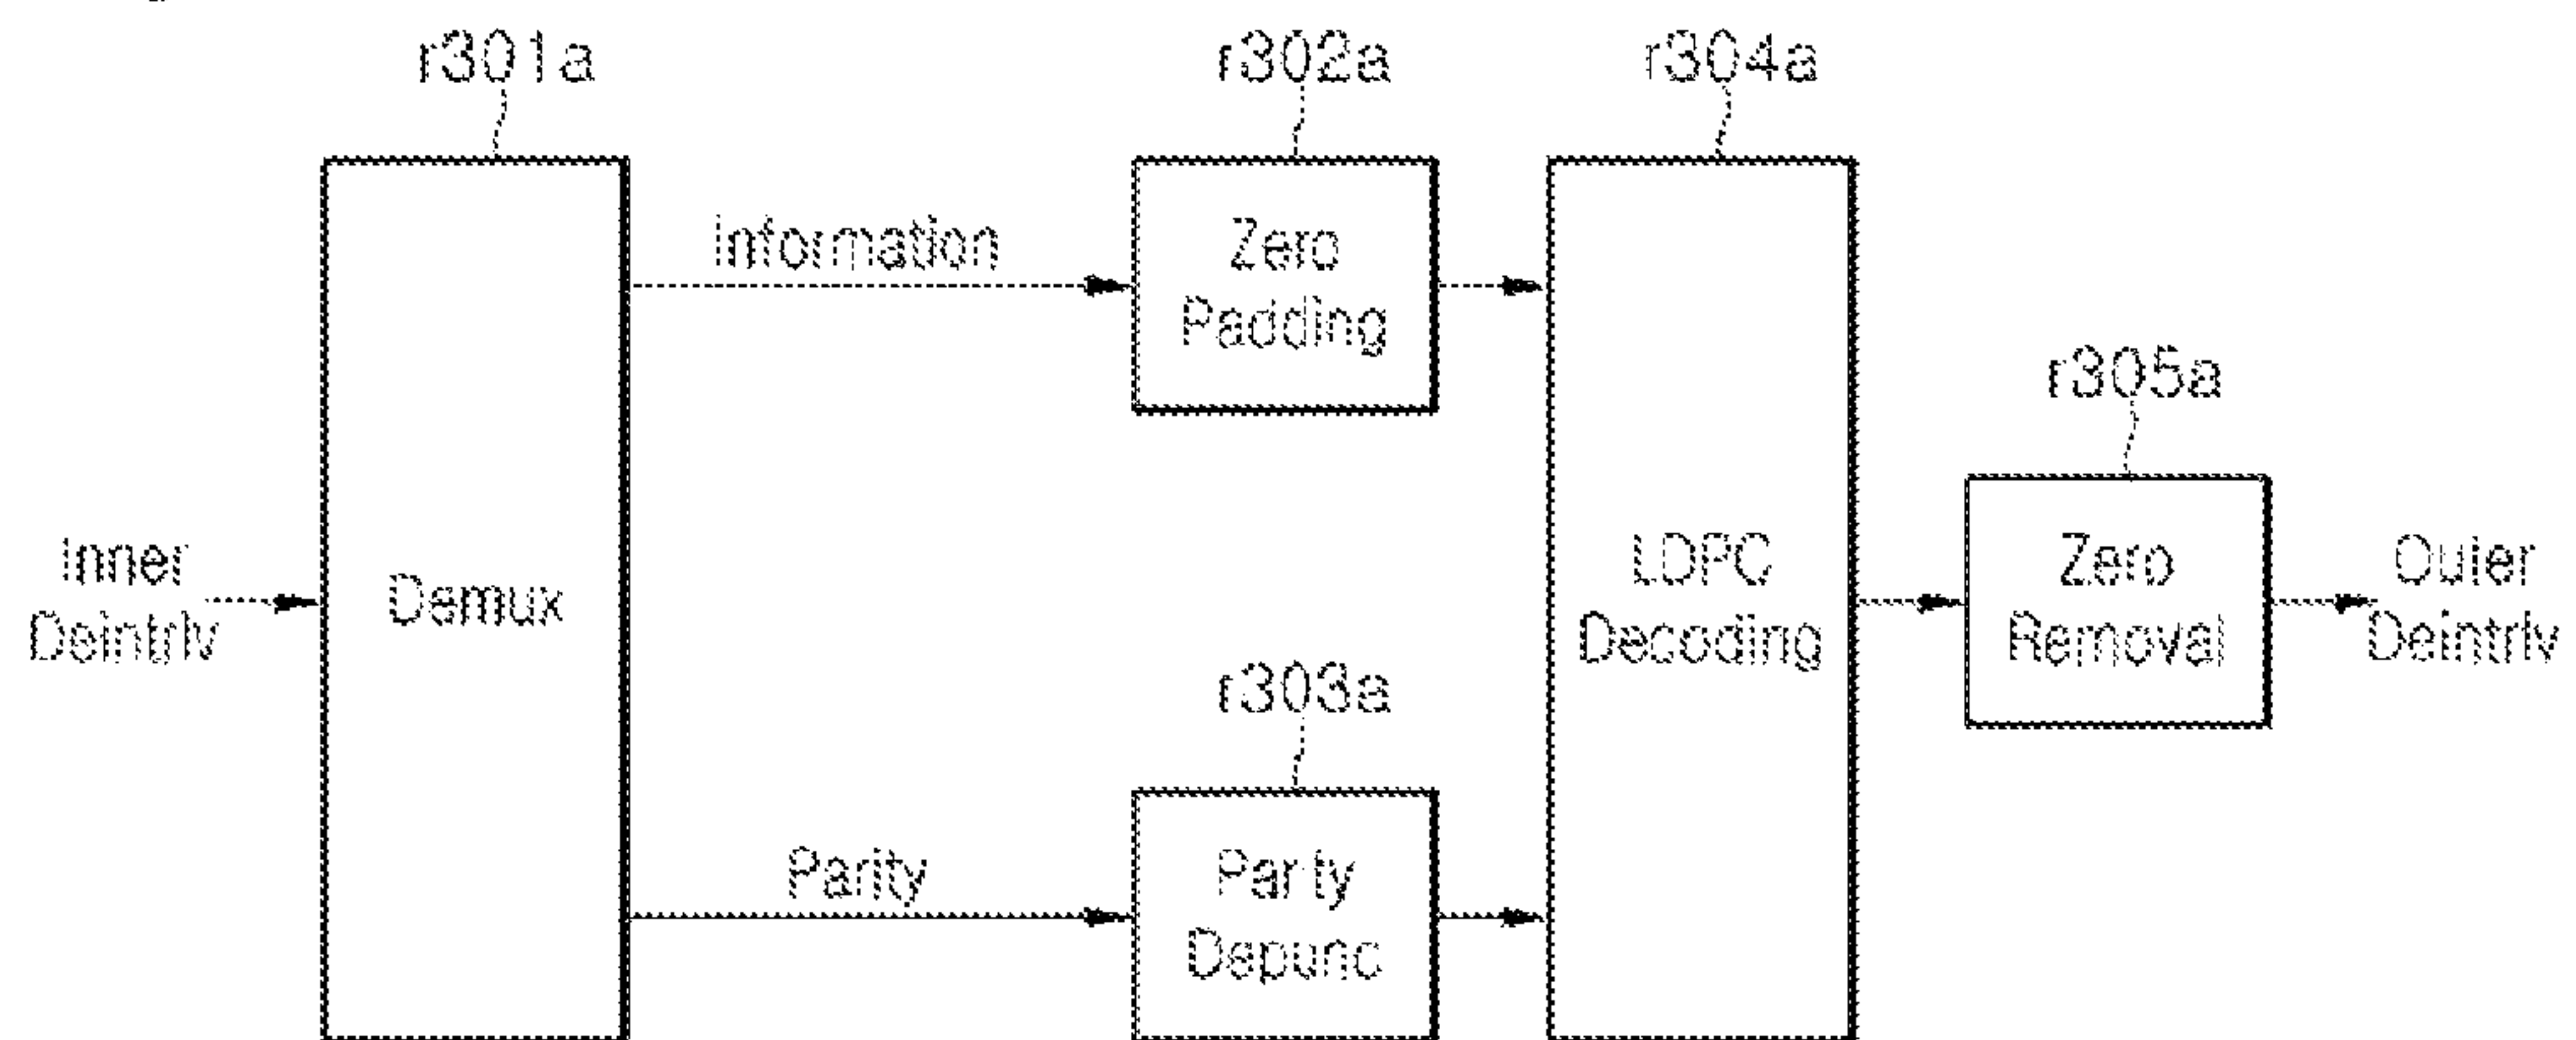 r301a
r302a
r304a
Information
Zero
Padding
r305a
Inner
Deintrlv
Demux
LDPC
Decoding
Zero
Removal
Outer
Deintrlv
r303a
Parity
Parity
Depunc